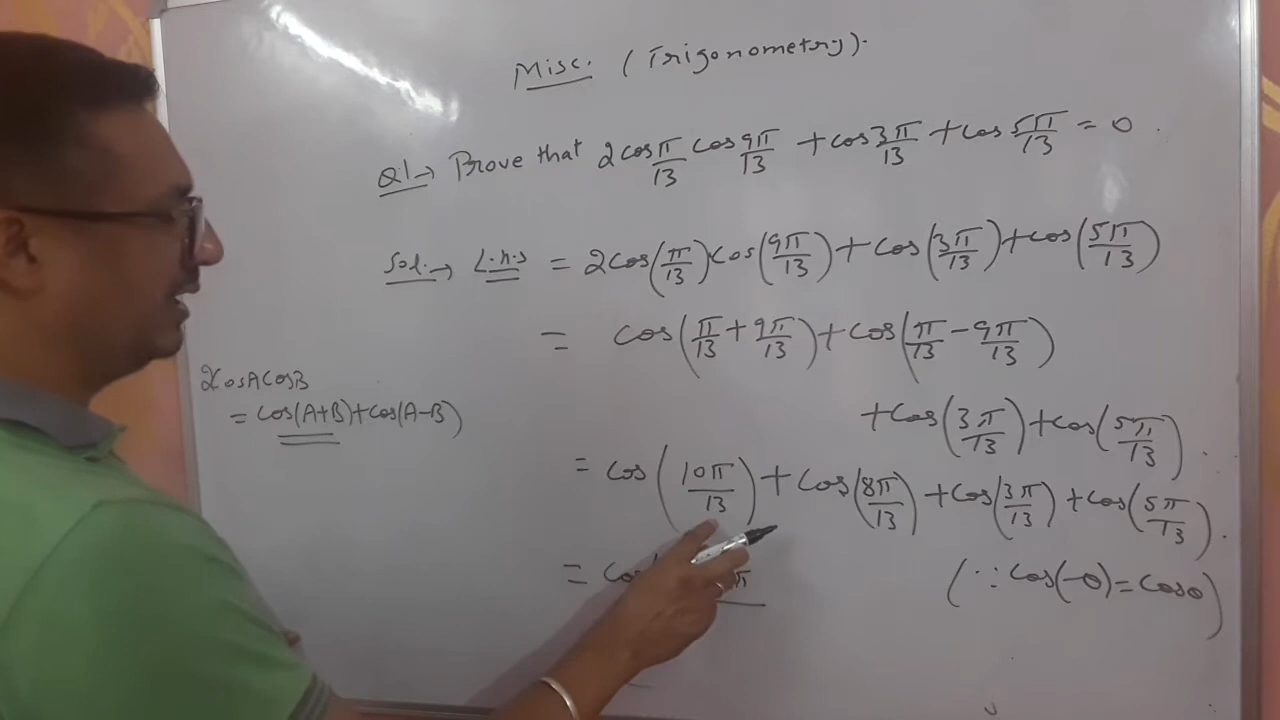 Misc. (Trigonometry).
Q1→ Prove that 2cos π/13 cos 9π/13 + cos 3π/13 + cos 5π/13 = 0
Sol.→ L.h.s = 2cos(π/13)cos(9π/13) + cos(3π/13) + cos(5π/13)
= cos(π/13 + 9π/13) + cos(π/13 − 9π/13)
2cosAcosB
= cos(A+B)+cos(A−B)
+ cos(3π/13) + cos(5π/13).
= cos(10π/13) + cos(8π/13) + cos(3π/13) + cos(5π/13).
= cos π
(∵ cos(−θ) = cosθ)